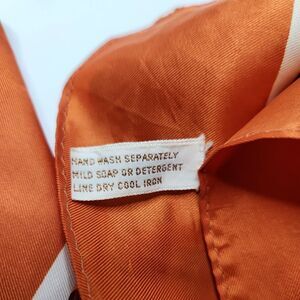 HAND WASH SEPARATELY
MILD SOAP OR DETERGENT
LINE DRY COOL IRON